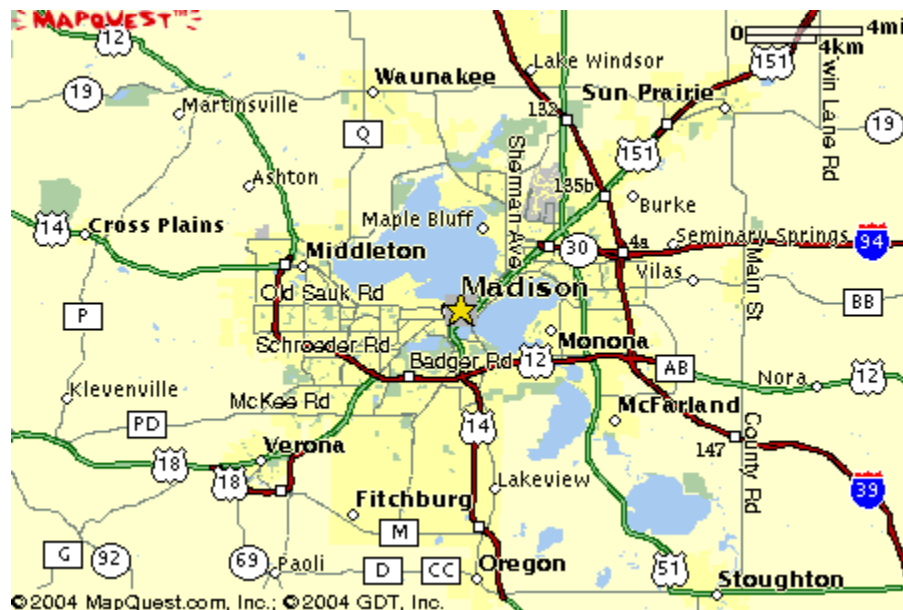 MAPQUEST
TM
12
0
4mi
4km
151
Lake Windsor
Waunakee
Sun Prairie
19
Martinsville
132
Q
Twin Lane Rd
19
Sherman Ave
151
Ashton
135b
Burke
Maple Bluff
14
Cross Plains
30
4a
Seminary Springs
94
Middleton
Madison
Vilas
Old Sauk Rd
Main St
BB
P
Schroeder Rd
Monona
Badger Rd
12
AB
Nora
12
Klevenville
McKee Rd
McFarland
PD
14
County Rd
147
Verona
18
18
Lakeview
39
Fitchburg
M
G
92
69
Paoli
D
CC
Oregon
51
Stoughton
©2004 MapQuest.com, Inc.; ©2004 GDT, Inc.